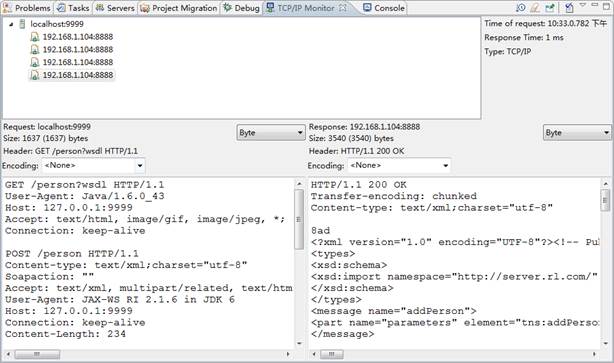 Problems Tasks Servers Project Migration Debug TCP/IP Monitor Console
localhost:9999
192.168.1.104:8888
192.168.1.104:8888
192.168.1.104:8888
192.168.1.104:8888
Time of request: 10:33.0.782 下午
Response Time: 1 ms
Type: TCP/IP
Request: localhost:9999
Size: 1637 (1637) bytes
Header: GET /person?wsdl HTTP/1.1
Byte
Encoding: <None>
Response: 192.168.1.104:8888
Size: 3540 (3540) bytes
Header: HTTP/1.1 200 OK
Byte
Encoding: <None>
GET /person?wsdl HTTP/1.1
User-Agent: Java/1.6.0_43
Host: 127.0.0.1:9999
Accept: text/html, image/gif, image/jpeg, *;
Connection: keep-alive
POST /person HTTP/1.1
Content-type: text/xml;charset="utf-8"
Soapaction: ""
Accept: text/xml, multipart/related, text/htm
User-Agent: JAX-WS RI 2.1.6 in JDK 6
Host: 127.0.0.1:9999
Connection: keep-alive
Content-Length: 234
HTTP/1.1 200 OK
Transfer-encoding: chunked
Content-type: text/xml;charset="utf-8"
8ad
<?xml version="1.0" encoding="UTF-8"?><!-- Pub
<types>
<xsd:schema>
<xsd:import namespace="http://server.rl.com/"
</xsd:schema>
</types>
<message name="addPerson">
<part name="parameters" element="tns:addPerson
</message>